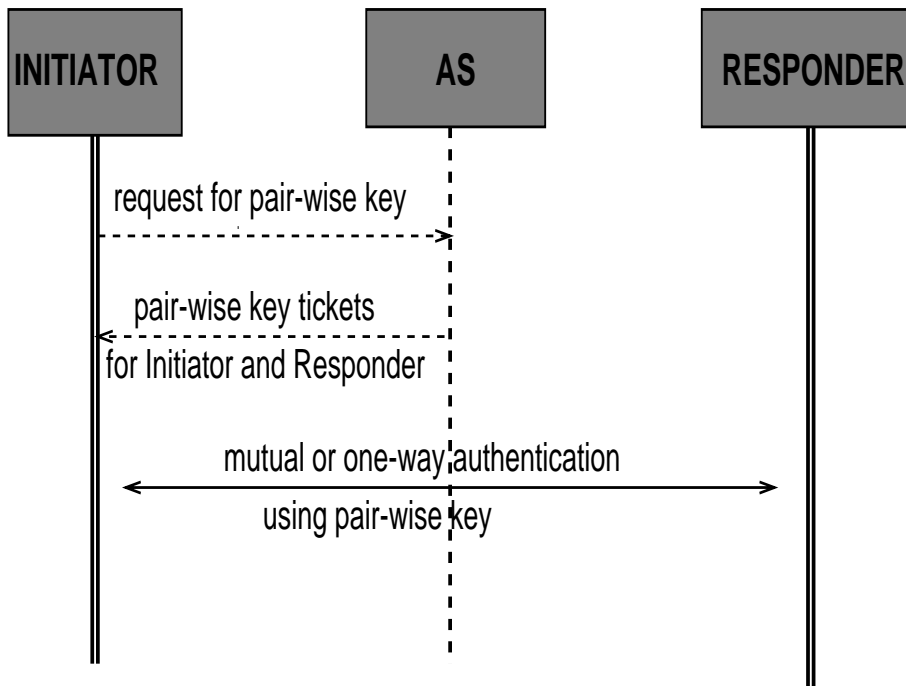 INITIATOR
AS
RESPONDER
request for pair-wise key
pair-wise key tickets
for Initiator and Responder
mutual or one-way authentication
using pair-wise key